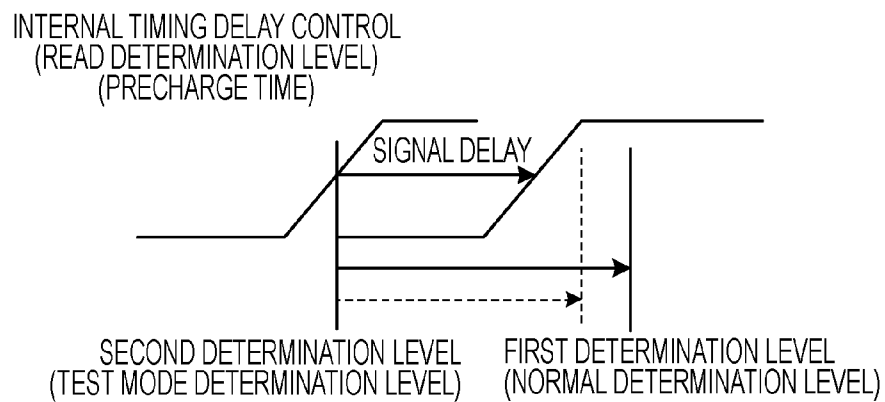 INTERNAL TIMING DELAY CONTROL
(READ DETERMINATION LEVEL)
(PRECHARGE TIME)
SIGNAL DELAY
SECOND DETERMINATION LEVEL
(TEST MODE DETERMINATION LEVEL)
FIRST DETERMINATION LEVEL
(NORMAL DETERMINATION LEVEL)